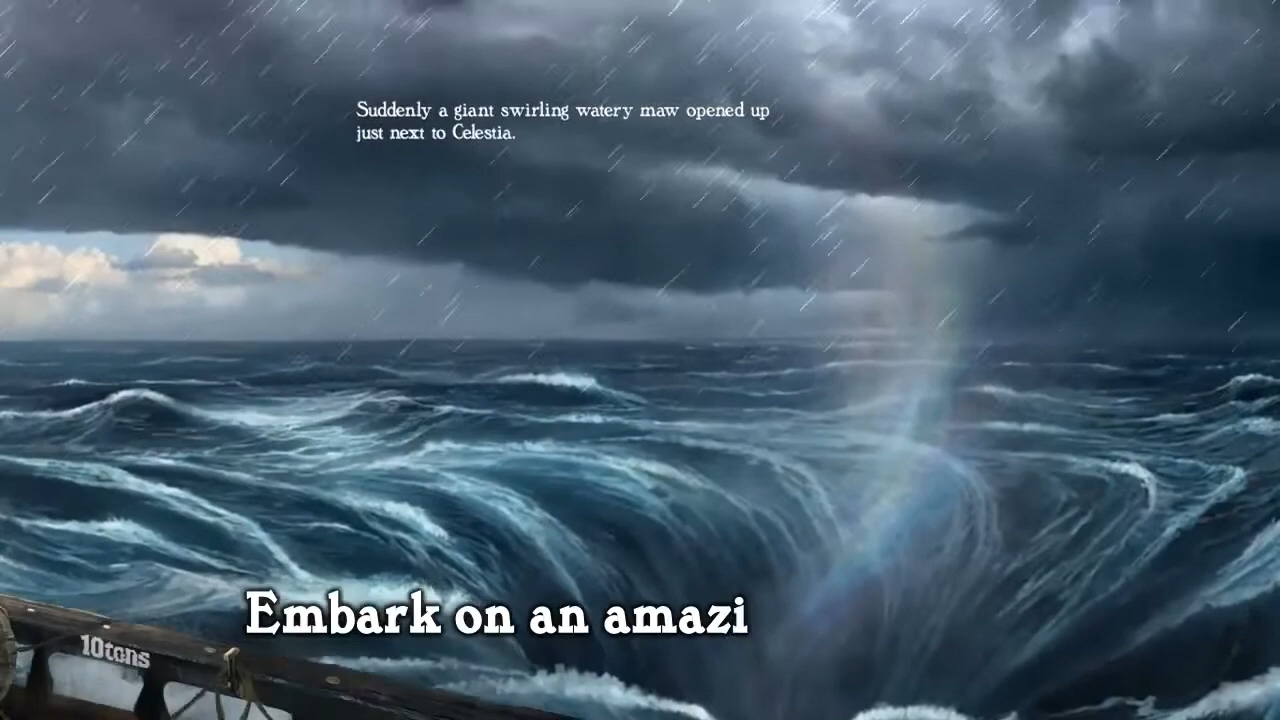 Suddenly a giant swirling watery maw opened up
just next to Celestia.
Embark on an amazi
10tons